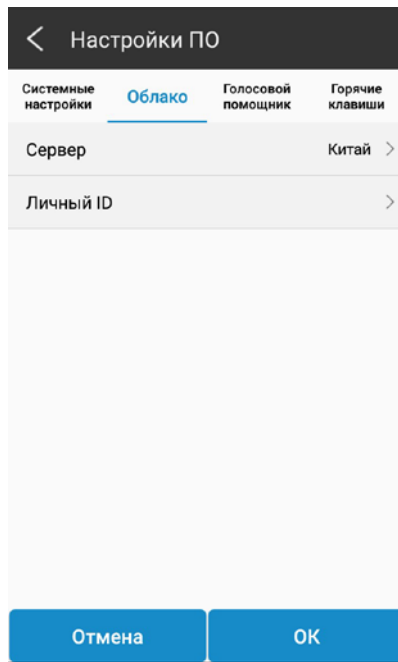 Настройки ПО
Системные настройки
Облако
Голосовой помощник
Горячие клавиши
Сервер Китай
Личный ID
Отмена OK